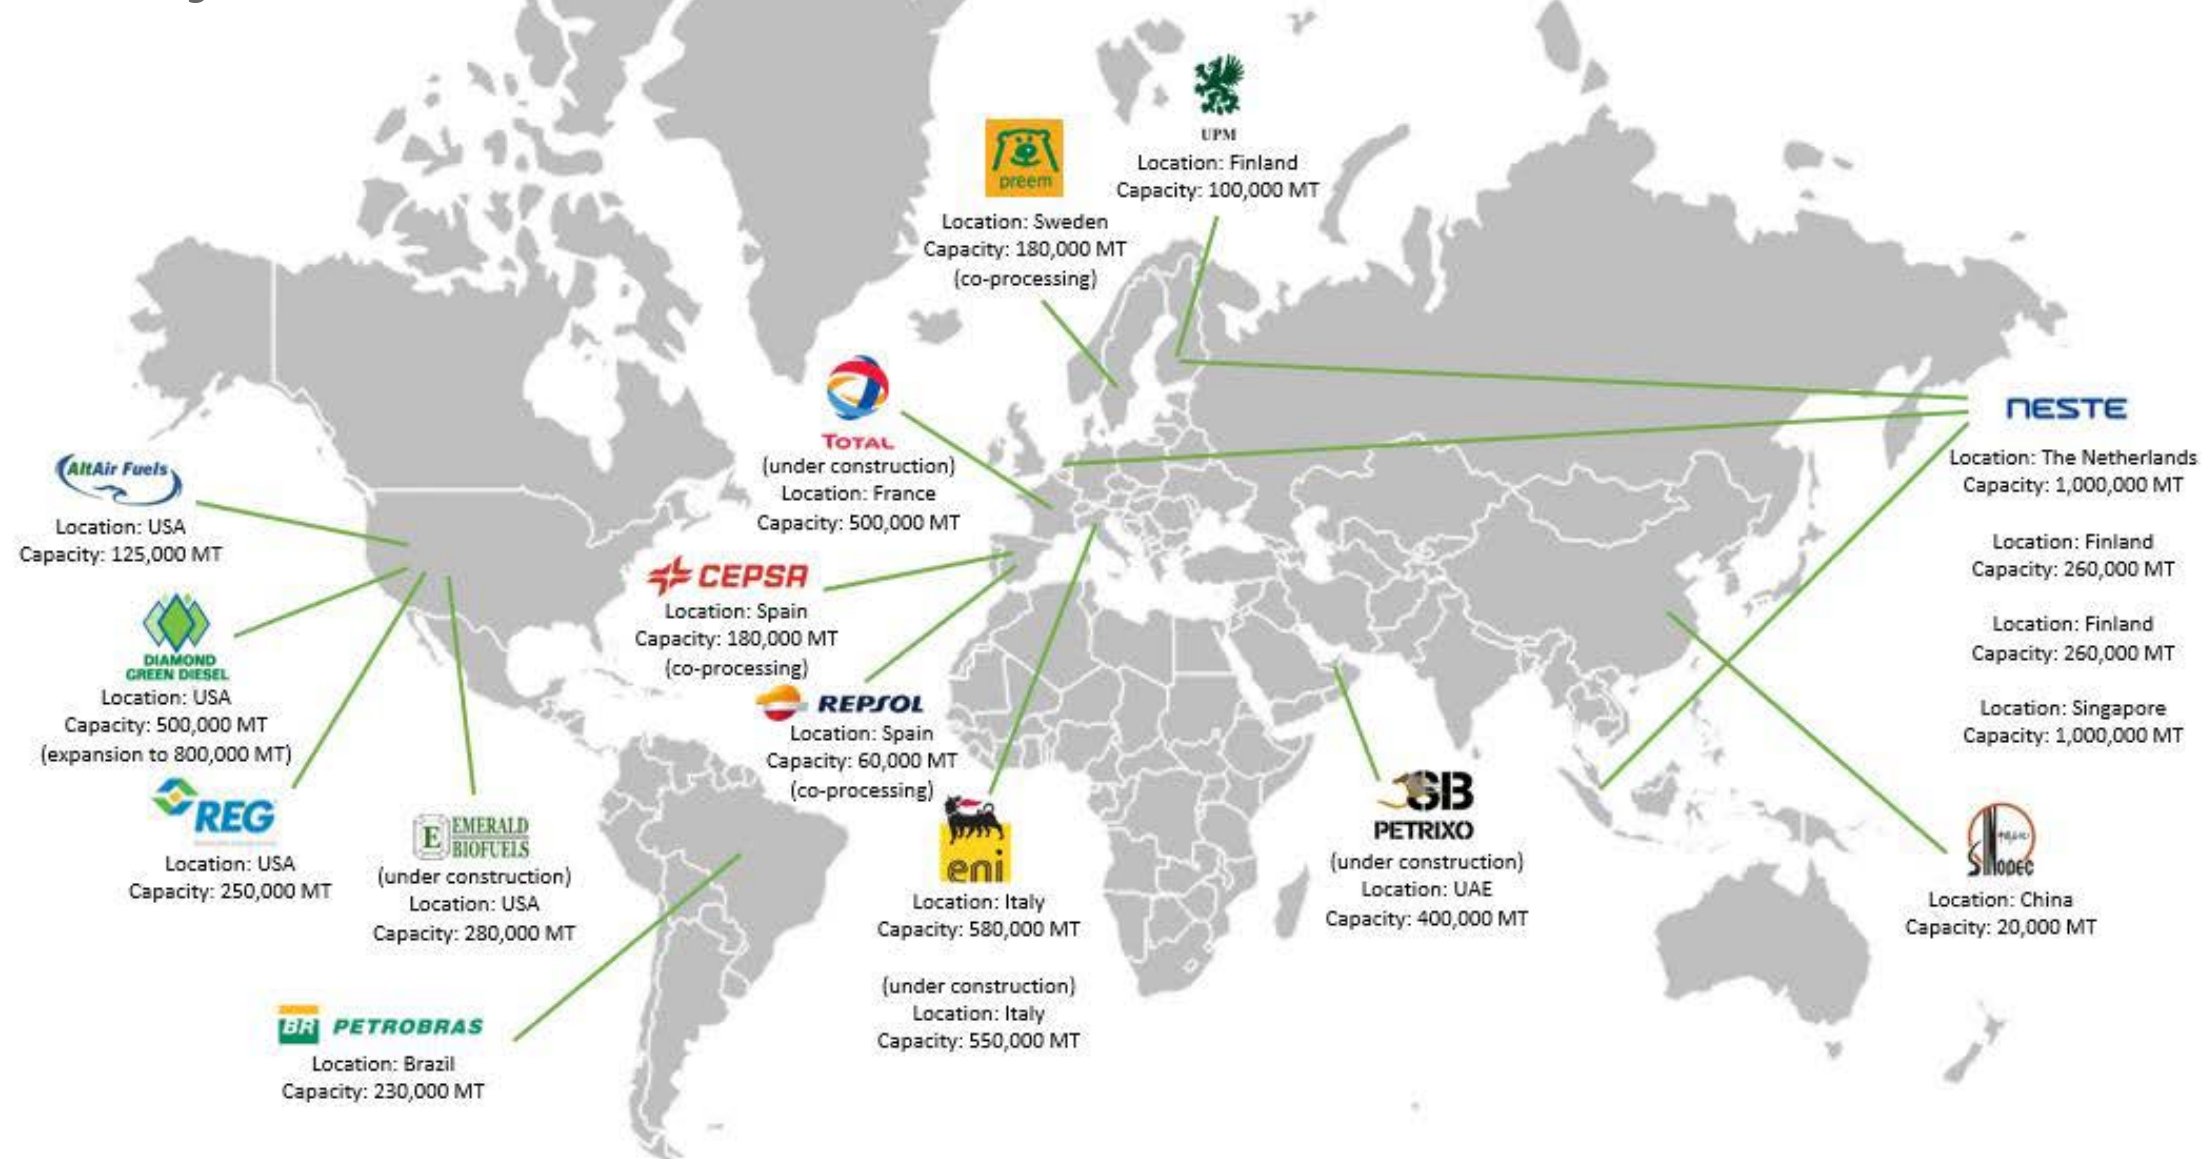 UPM
Location: Finland
Capacity: 100,000 MT
preem
Location: Sweden
Capacity: 180,000 MT
(co-processing)
TOTAL
(under construction)
Location: France
Capacity: 500,000 MT
NESTE
Location: The Netherlands
Capacity: 1,000,000 MT
Location: Finland
Capacity: 260,000 MT
Location: Finland
Capacity: 260,000 MT
Location: Singapore
Capacity: 1,000,000 MT
AltAir Fuels
Location: USA
Capacity: 125,000 MT
CEPSA
Location: Spain
Capacity: 180,000 MT
(co-processing)
DIAMOND
GREEN DIESEL
Location: USA
Capacity: 500,000 MT
(expansion to 800,000 MT)
REPSOL
Location: Spain
Capacity: 60,000 MT
(co-processing)
REG
Location: USA
Capacity: 250,000 MT
E EMERALD
BIOFUELS
(under construction)
Location: USA
Capacity: 280,000 MT
eni
Location: Italy
Capacity: 580,000 MT
(under construction)
Location: Italy
Capacity: 550,000 MT
PETRIXO
(under construction)
Location: UAE
Capacity: 400,000 MT
SINOPEC
Location: China
Capacity: 20,000 MT
BR PETROBRAS
Location: Brazil
Capacity: 230,000 MT